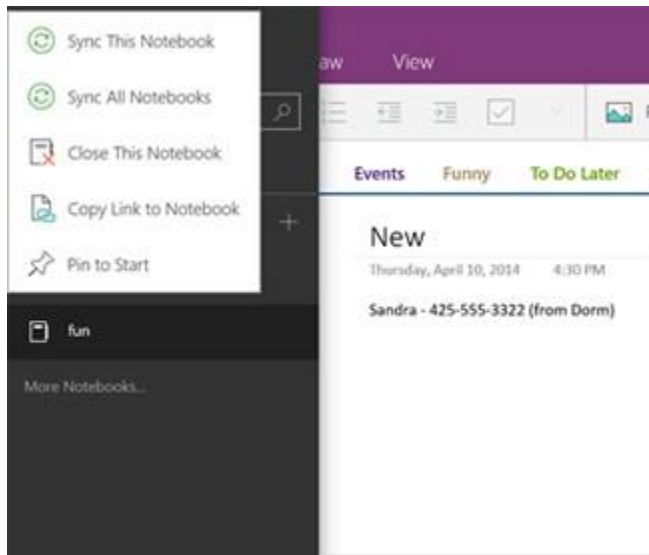 Sync This Notebook
Sync All Notebooks
Close This Notebook
Copy Link to Notebook
Pin to Start
fun
More Notebooks...
aw View
Events Funny To Do Later
New
Thursday, April 10, 2014 4:30 PM
Sandra - 425-555-3322 (from Dorm)